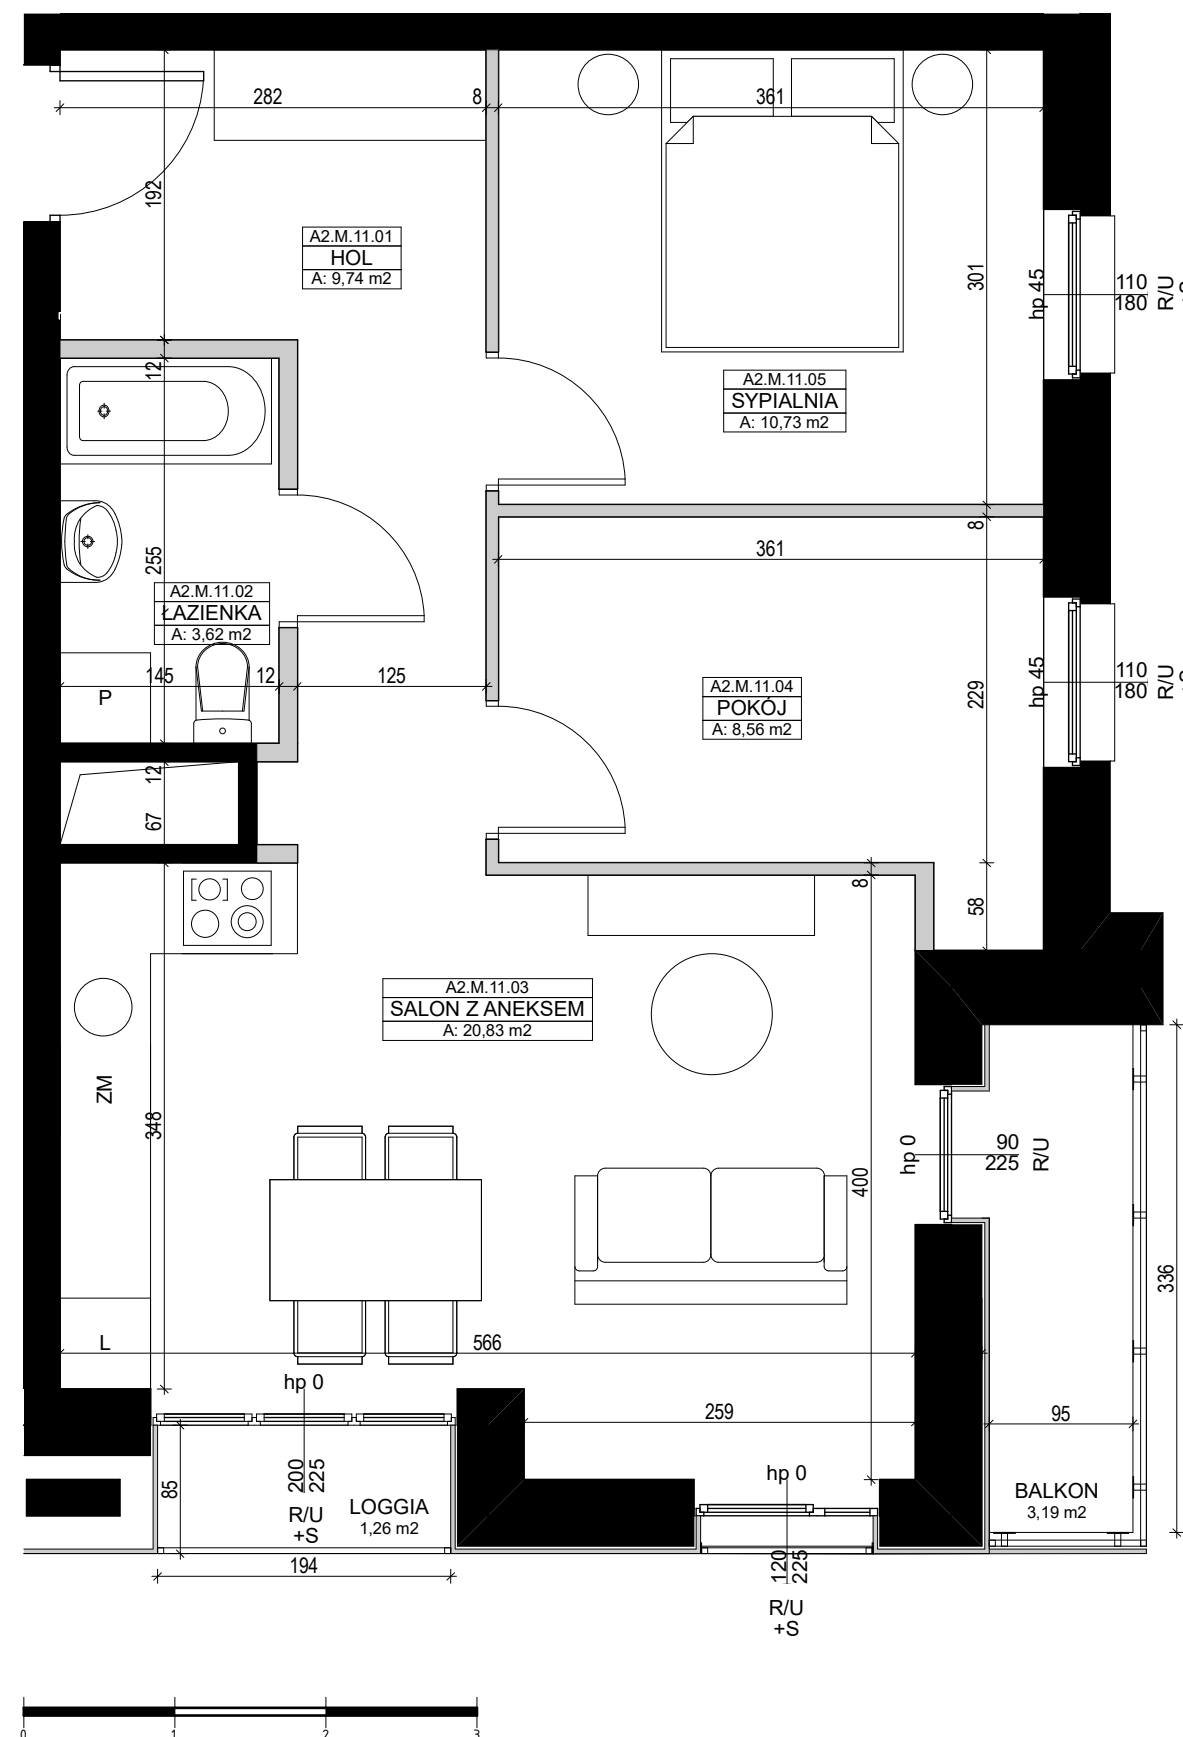 282
8
361
192
A2.M.11.01
HOL
A: 9,74 m2
301
hp 45
110
180
R/U
12
A2.M.11.05
SYPIALNIA
A: 10,73 m2
8
361
255
A2.M.11.02
ŁAZIENKA
A: 3,62 m2
145
12
125
P
A2.M.11.04
POKÓJ
A: 8,56 m2
229
hp 45
110
180
R/U
12
67
8
58
A2.M.11.03
SALON Z ANEKSEM
A: 20,83 m2
ZM
348
400
hp 0
90
225
R/U
336
L
566
hp 0
259
95
85
200
225
R/U
+S
LOGGIA
1,26 m2
hp 0
BALKON
3,19 m2
194
120
225
R/U
+S
0
1
2
3